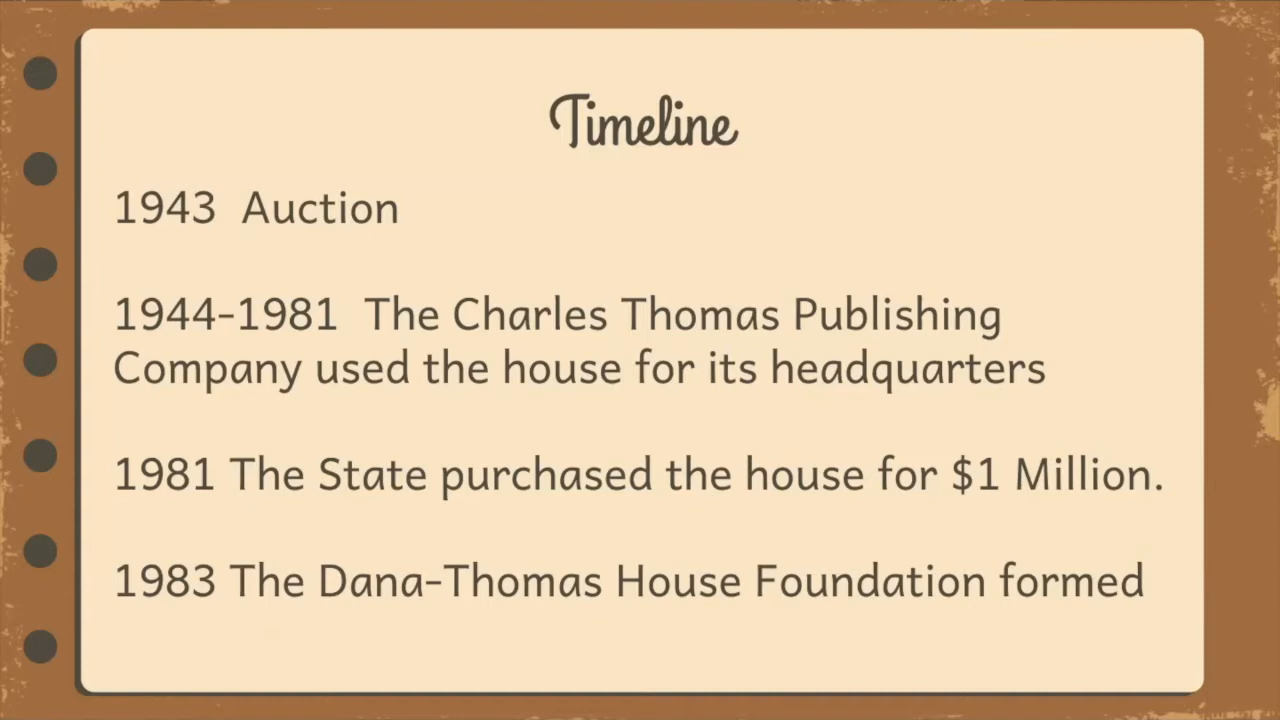 Timeline
1943  Auction
1944-1981  The Charles Thomas Publishing
Company used the house for its headquarters
1981 The State purchased the house for $1 Million.
1983 The Dana-Thomas House Foundation formed